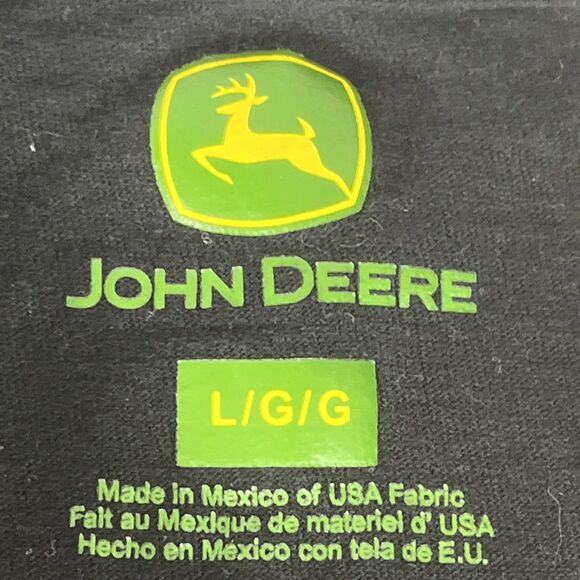 JOHN DEERE
L/G/G
Made in Mexico of USA Fabric
Fait au Mexique de materiel d' USA
Hecho en México con tela de E.U.